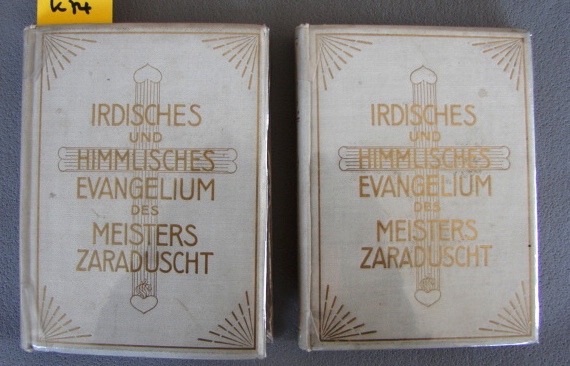 IRDISCHES
UND
HIMMLISCHES
EVANGELIUM
DES
MEISTERS
ZARADUSCHT
IRDISCHES
UND
HIMMLISCHES
EVANGELIUM
DES
MEISTERS
ZARADUSCHT